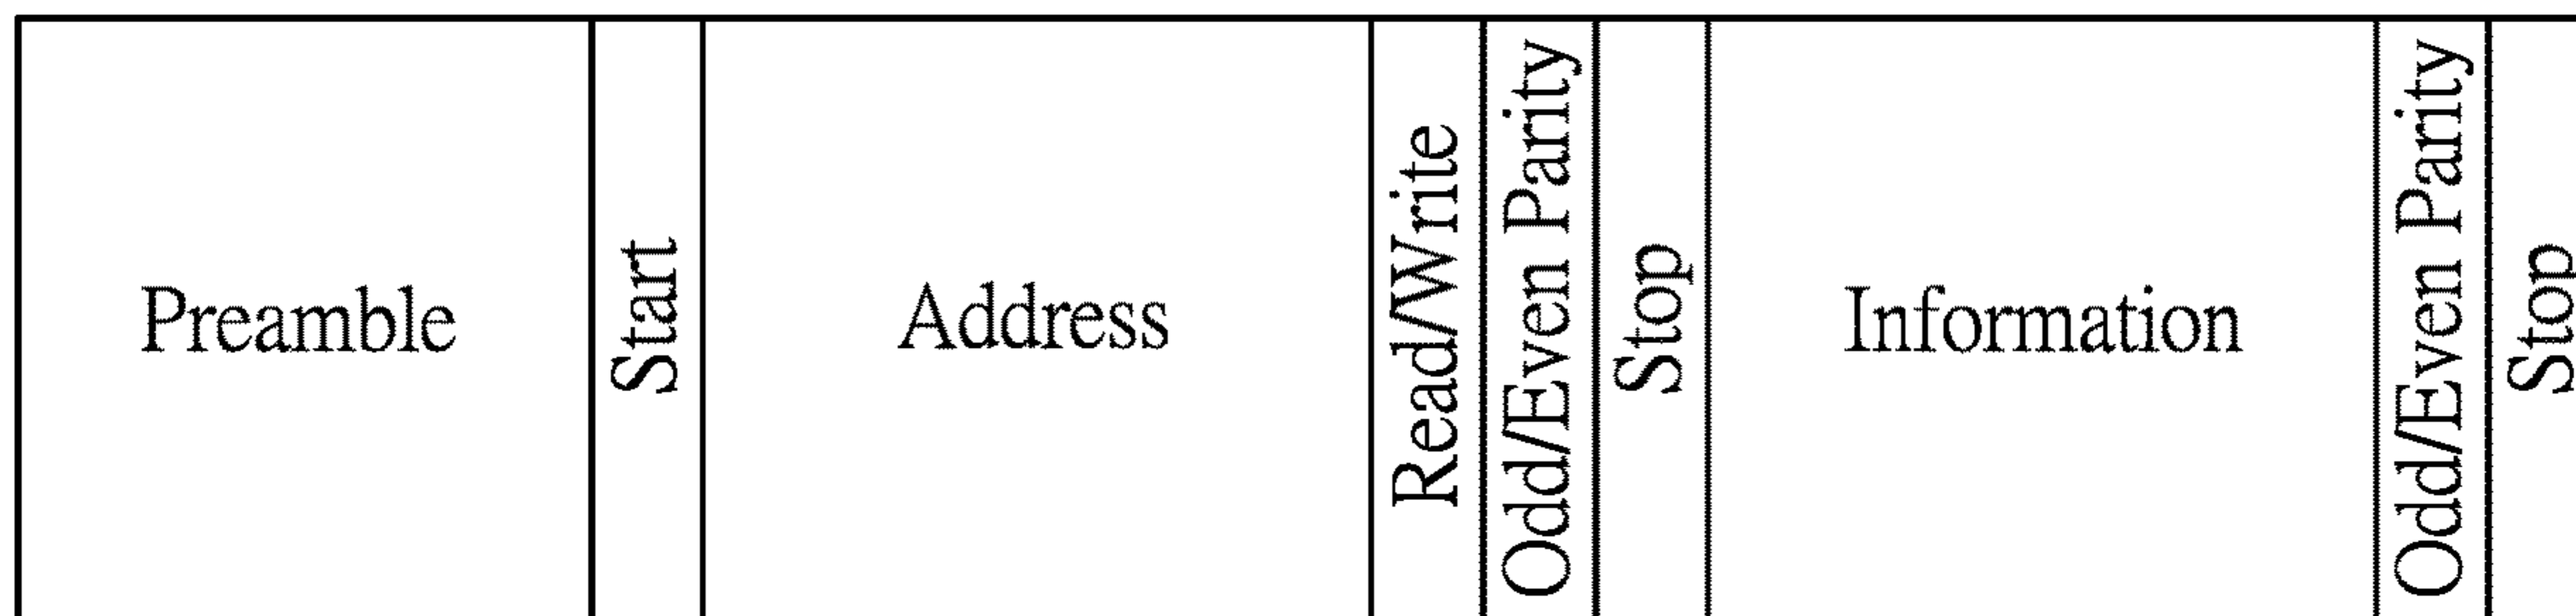 Preamble
Start
Address
Read/Write
Odd/Even Parity
Stop
Information
Odd/Even Parity
Stop